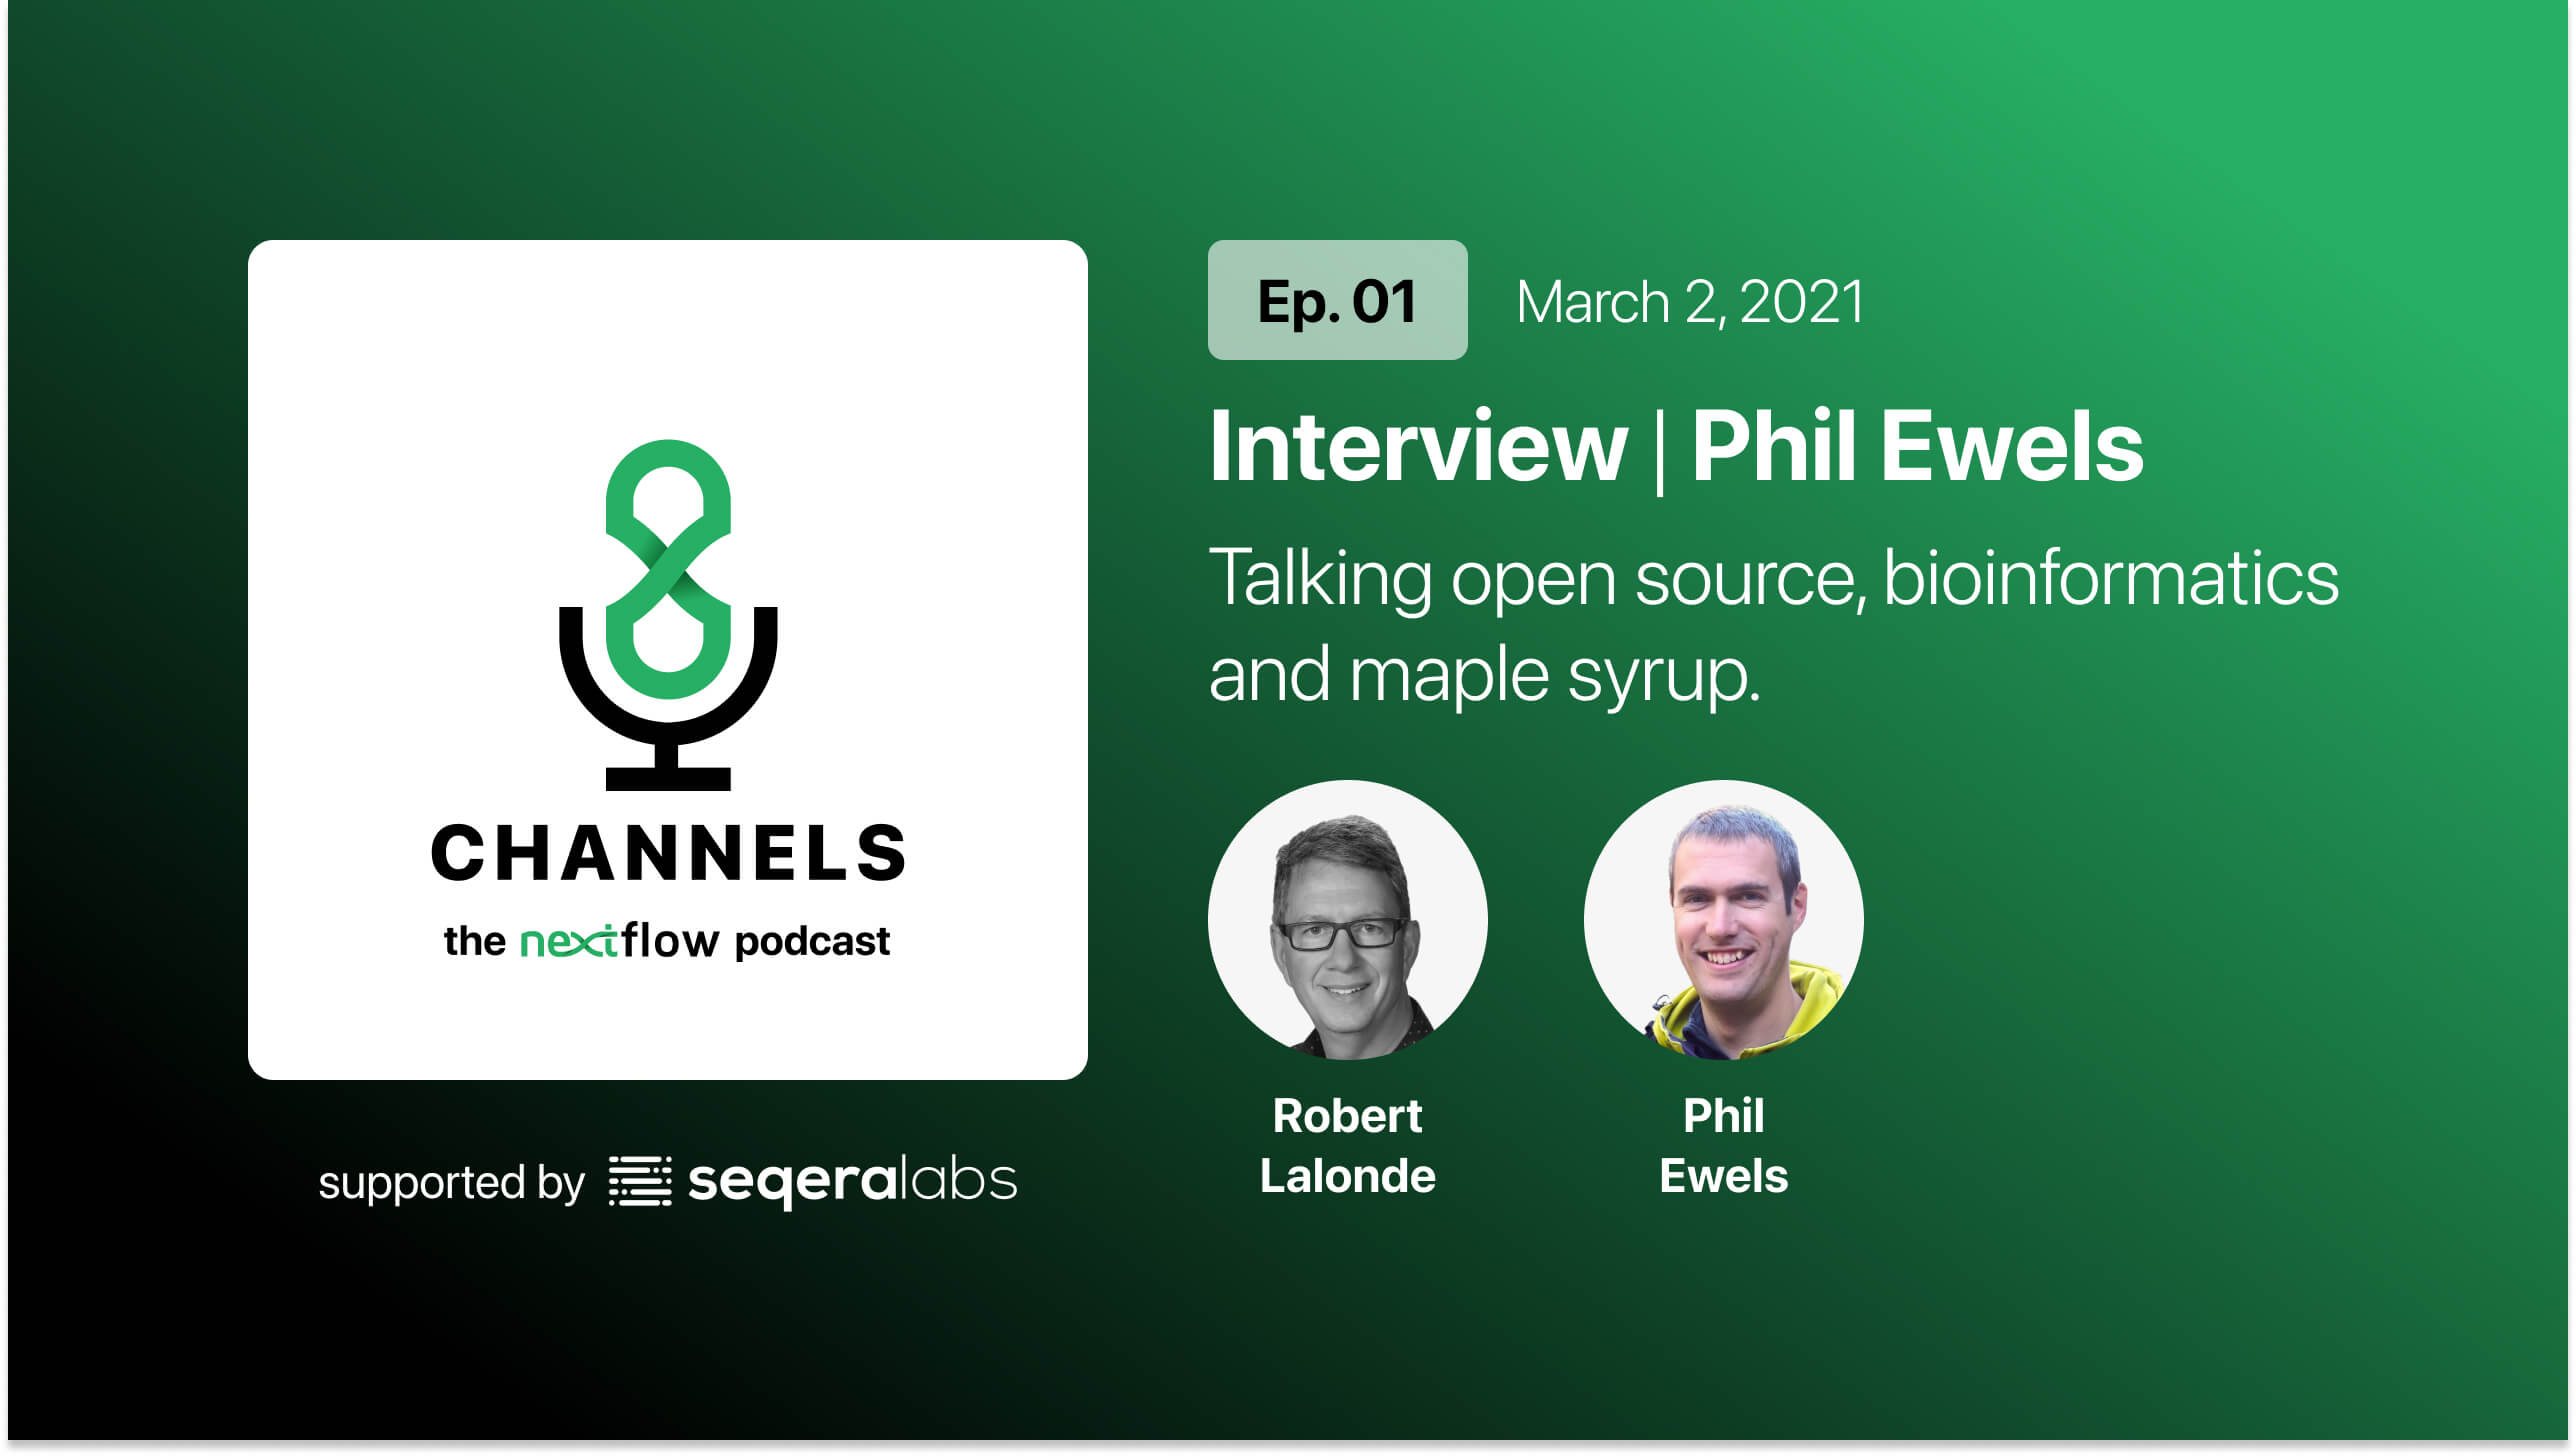 CHANNELS
the nextflow podcast
supported by seqeralabs
Ep. 01
March 2, 2021
Interview | Phil Ewels
Talking open source, bioinformatics
and maple syrup.
Robert
Lalonde
Phil
Ewels